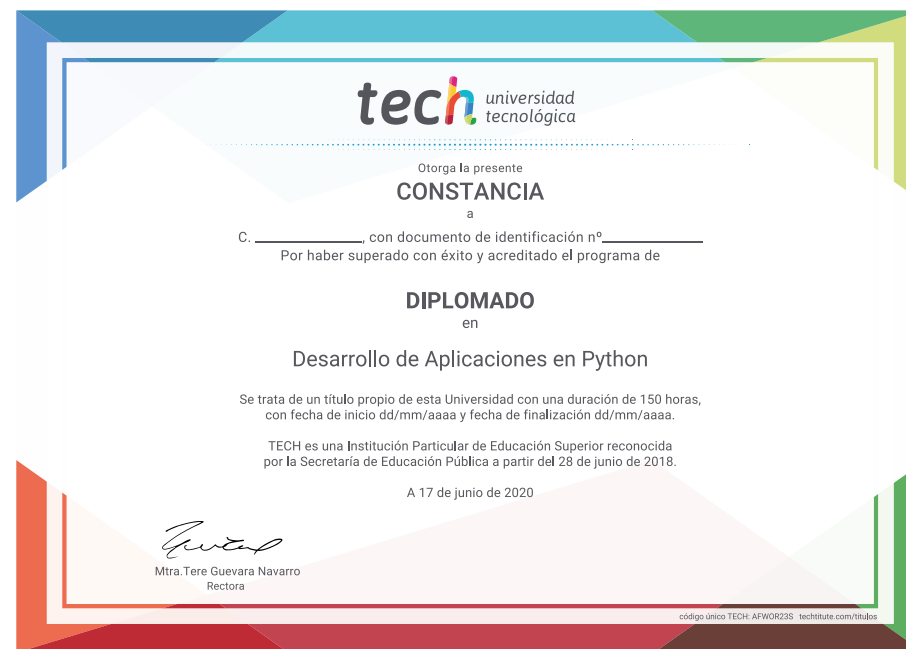 tech universidad
tecnológica
Otorga la presente
CONSTANCIA
a
C. ____________, con documento de identificación nº____________
Por haber superado con éxito y acreditado el programa de
DIPLOMADO
en
Desarrollo de Aplicaciones en Python
Se trata de un título propio de esta Universidad con una duración de 150 horas,
con fecha de inicio dd/mm/aaaa y fecha de finalización dd/mm/aaaa.
TECH es una Institución Particular de Educación Superior reconocida
por la Secretaría de Educación Pública a partir del 28 de junio de 2018.
A 17 de junio de 2020
Mtra.Tere Guevara Navarro
Rectora
código único TECH: AFWOR23S techtitute.com/titulos